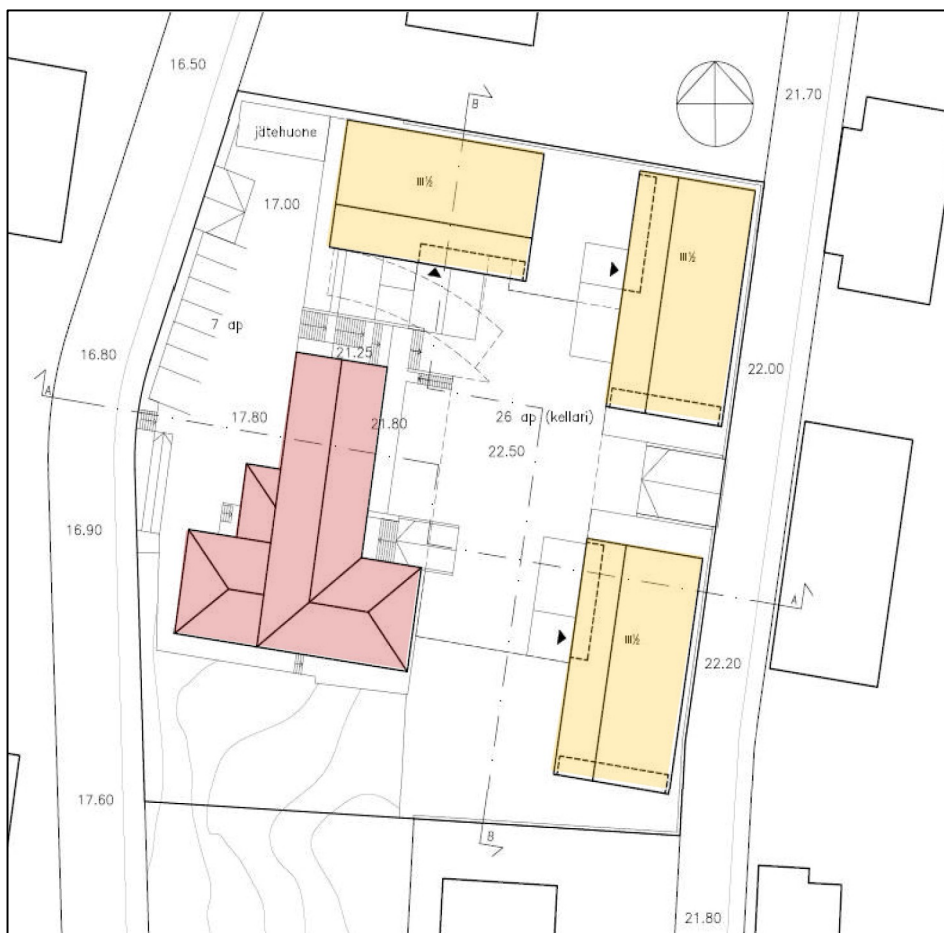 16.50
21.70
B
jätehuone
III½
17.00
III½
7 ap
21.25
16.80
22.00
A
17.80
21.80
26 ap (kellari)
22.50
16.90
A
III½
22.20
17.60
B
21.80